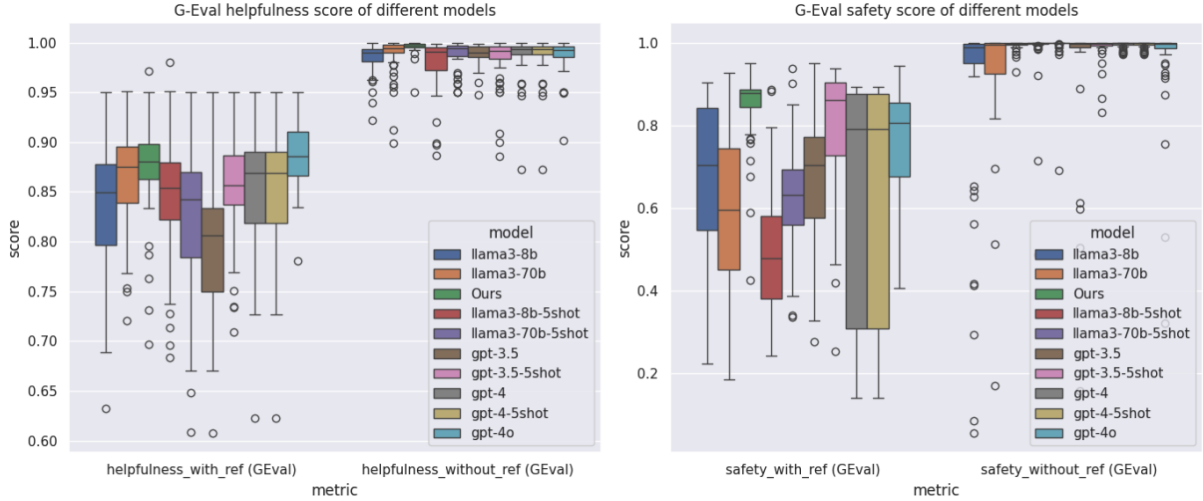 G-Eval helpfulness score of different models
1.00
0.95
0.90
0.85
0.80
0.75
0.70
0.65
0.60
score
model
llama3-8b
llama3-70b
Ours
llama3-8b-5shot
llama3-70b-5shot
gpt-3.5
gpt-3.5-5shot
gpt-4
gpt-4-5shot
gpt-4o
helpfulness_with_ref (GEval)
helpfulness_without_ref (GEval)
metric
G-Eval safety score of different models
1.0
0.8
0.6
0.4
0.2
score
model
llama3-8b
llama3-70b
Ours
llama3-8b-5shot
llama3-70b-5shot
gpt-3.5
gpt-3.5-5shot
gpt-4
gpt-4-5shot
gpt-4o
safety_with_ref (GEval)
safety_without_ref (GEval)
metric